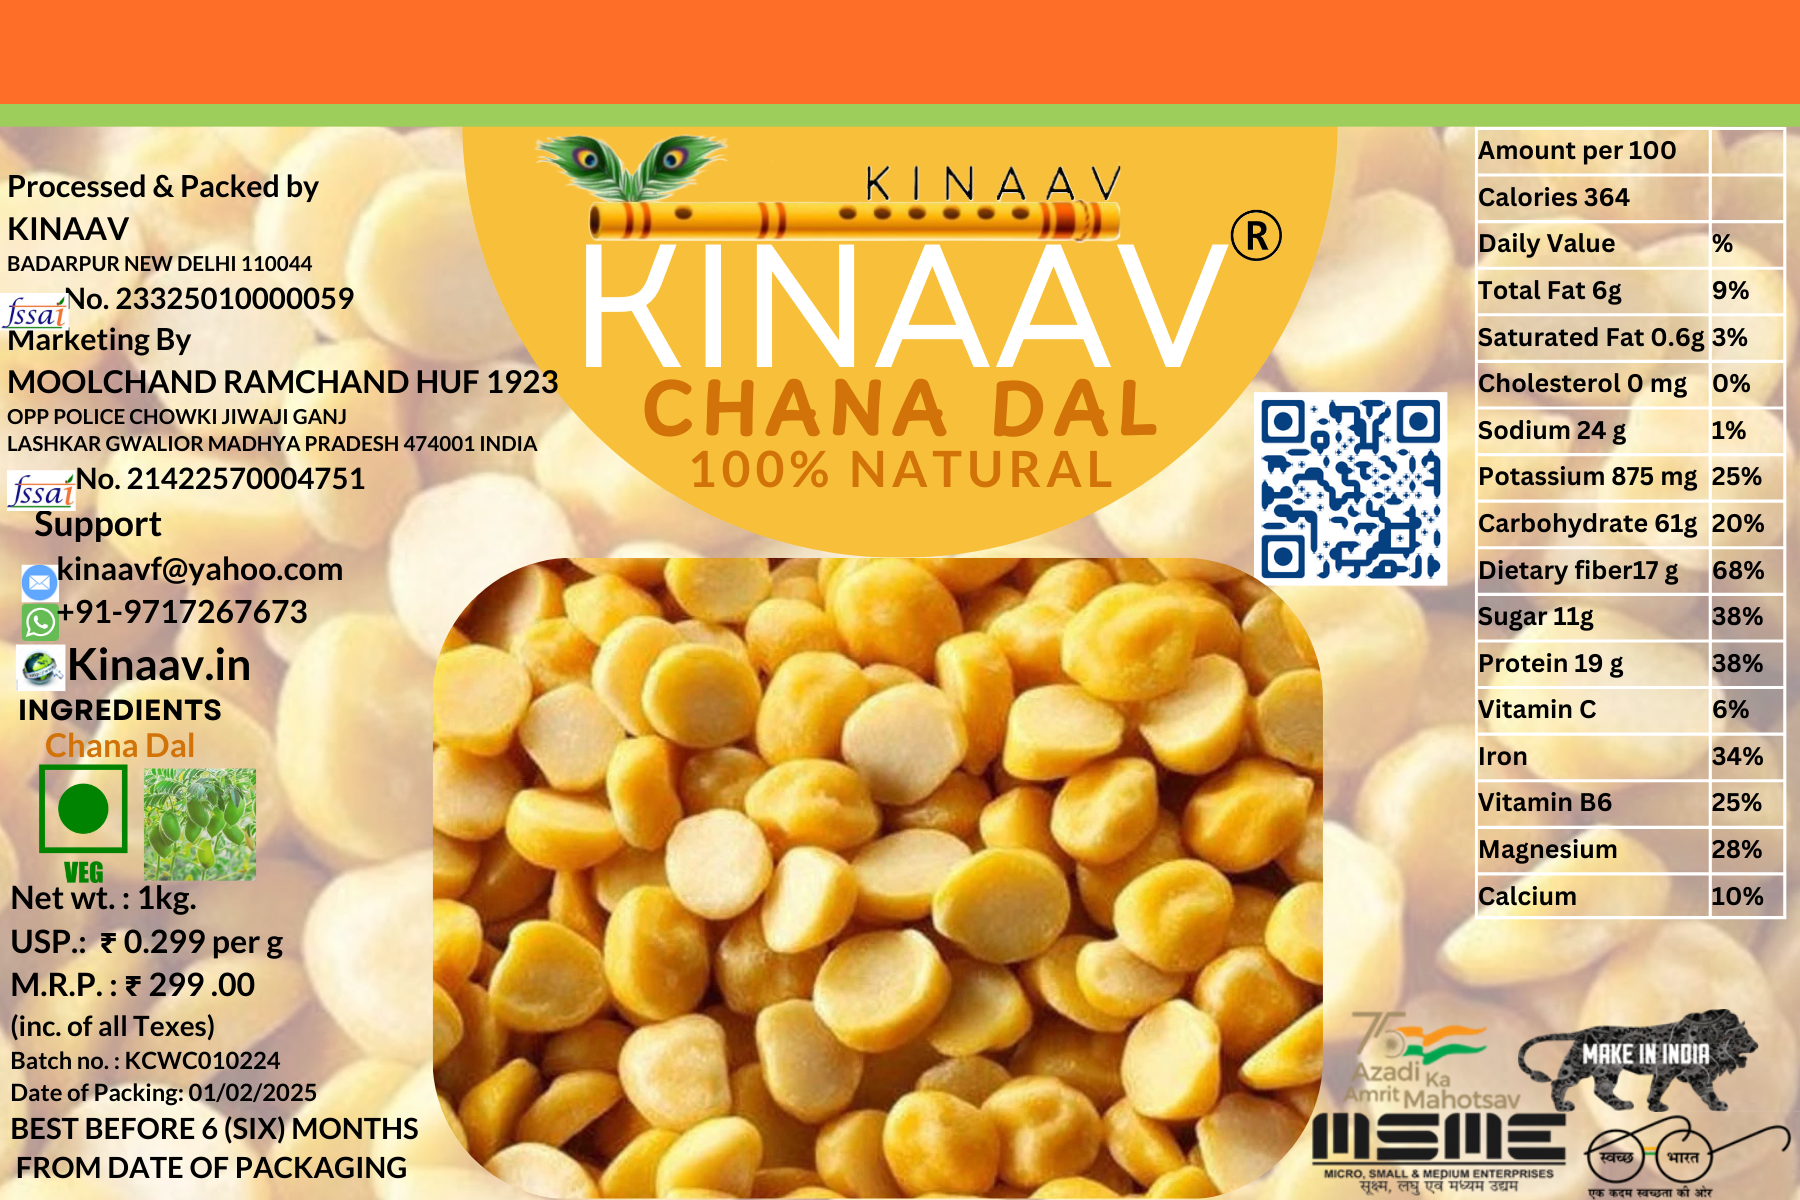 Processed & Packed by
KINAAV
BADARPUR NEW DELHI 110044
fssai No. 23325010000059
Marketing By
MOOLCHAND RAMCHAND HUF 1923
OPP POLICE CHOWKI JIWAJI GANJ
LASHKAR GWALIOR MADHYA PRADESH 474001 INDIA
fssai No. 21422570004751
Support
kinaavf@yahoo.com
+91-9717267673
Kinaav.in
INGREDIENTS
Chana Dal
VEG
Net wt. : 1kg.
USP.: ₹ 0.299 per g
M.R.P. : ₹ 299 .00
(inc. of all Texes)
Batch no. : KCWC010224
Date of Packing: 01/02/2025
BEST BEFORE 6 (SIX) MONTHS
FROM DATE OF PACKAGING
KINAAV
KINAAV®
CHANA DAL
100% NATURAL
Amount per 100
Calories 364
Daily Value %
Total Fat 6g 9%
Saturated Fat 0.6g 3%
Cholesterol 0 mg 0%
Sodium 24 g 1%
Potassium 875 mg 25%
Carbohydrate 61g 20%
Dietary fiber17 g 68%
Sugar 11g 38%
Protein 19 g 38%
Vitamin C 6%
Iron 34%
Vitamin B6 25%
Magnesium 28%
Calcium 10%
75
Azadi Ka
Amrit Mahotsav
MAKE IN INDIA
MSME
MICRO, SMALL & MEDIUM ENTERPRISES
सूक्ष्म, लघु एवं मध्यम उद्यम
स्वच्छ भारत
एक कदम स्वच्छता की ओर